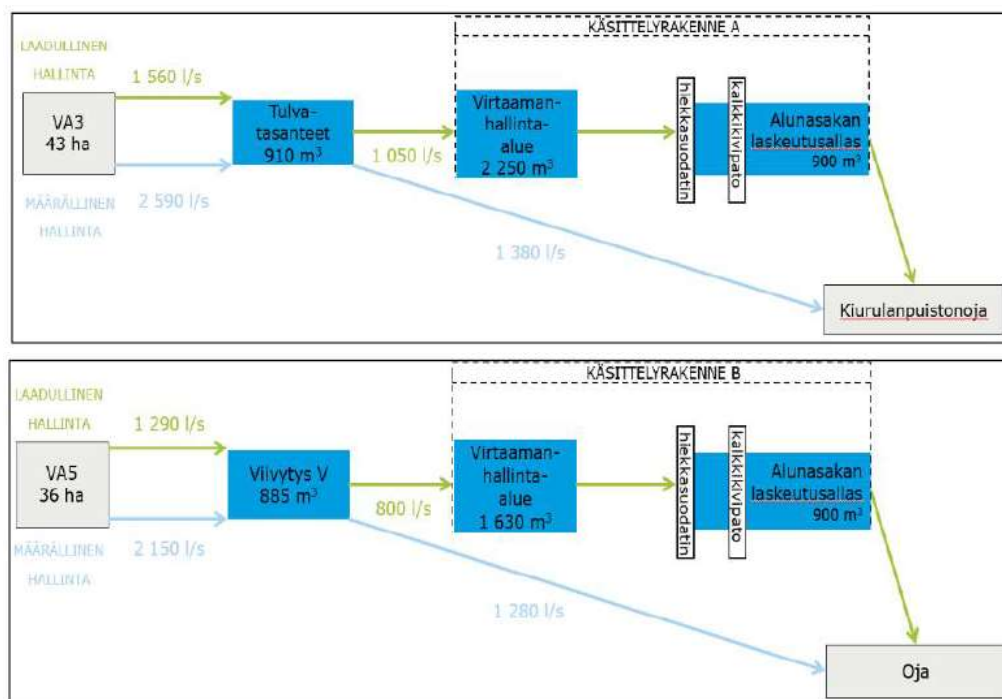 KÄSITTELYRAKENNE A
LAADULLINEN
HALLINTA
1 560 l/s
VA3
43 ha
Tulva-
tasanteet
910 m³
1 050 l/s
Virtaaman-
hallinta-
alue
2 250 m³
hiekkasuodatin
kalkkikivipato
Alunasakan
laskeutusallas
900 m³
MÄÄRÄLLINEN
HALLINTA
2 590 l/s
1 380 l/s
Kiurulanpuistonoja
KÄSITTELYRAKENNE B
LAADULLINEN
HALLINTA
1 290 l/s
VA5
36 ha
Viivytys V
885 m³
800 l/s
Virtaaman-
hallinta-
alue
1 630 m³
hiekkasuodatin
kalkkikivipato
Alunasakan
laskeutusallas
900 m³
MÄÄRÄLLINEN
HALLINTA
2 150 l/s
1 280 l/s
Oja